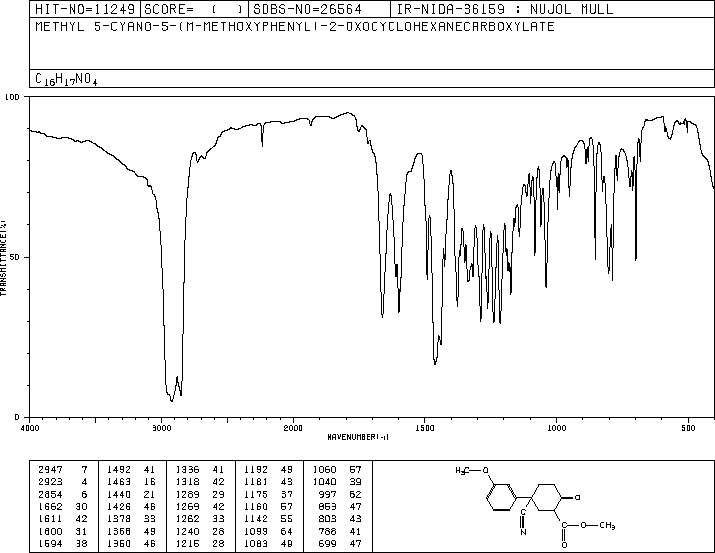 HIT-NO=11249 SCORE= ( ) SDBS-NO=26564 IR-NIDA-36159 : NUJOL MULL
METHYL 5-CYANO-5-(M-METHOXYPHENYL)-2-OXOCYCLOHEXANECARBOXYLATE
C16H17NO4
100
50
0
TRANSMITTANCE(%)
4000 3000 2000 1500 1000 500
WAVENUMBER(-1)
2947 7 1492 41 1336 41 1192 49 1060 57
2923 4 1463 16 1318 42 1181 43 1040 39
2854 6 1440 21 1289 29 1175 37 997 62
1662 30 1426 46 1269 42 1160 57 853 47
1611 42 1378 33 1262 33 1142 55 803 43
1600 31 1368 49 1240 28 1099 64 788 41
1594 38 1350 46 1215 28 1083 49 699 47
H3C O
O
C
N
C O CH3
O